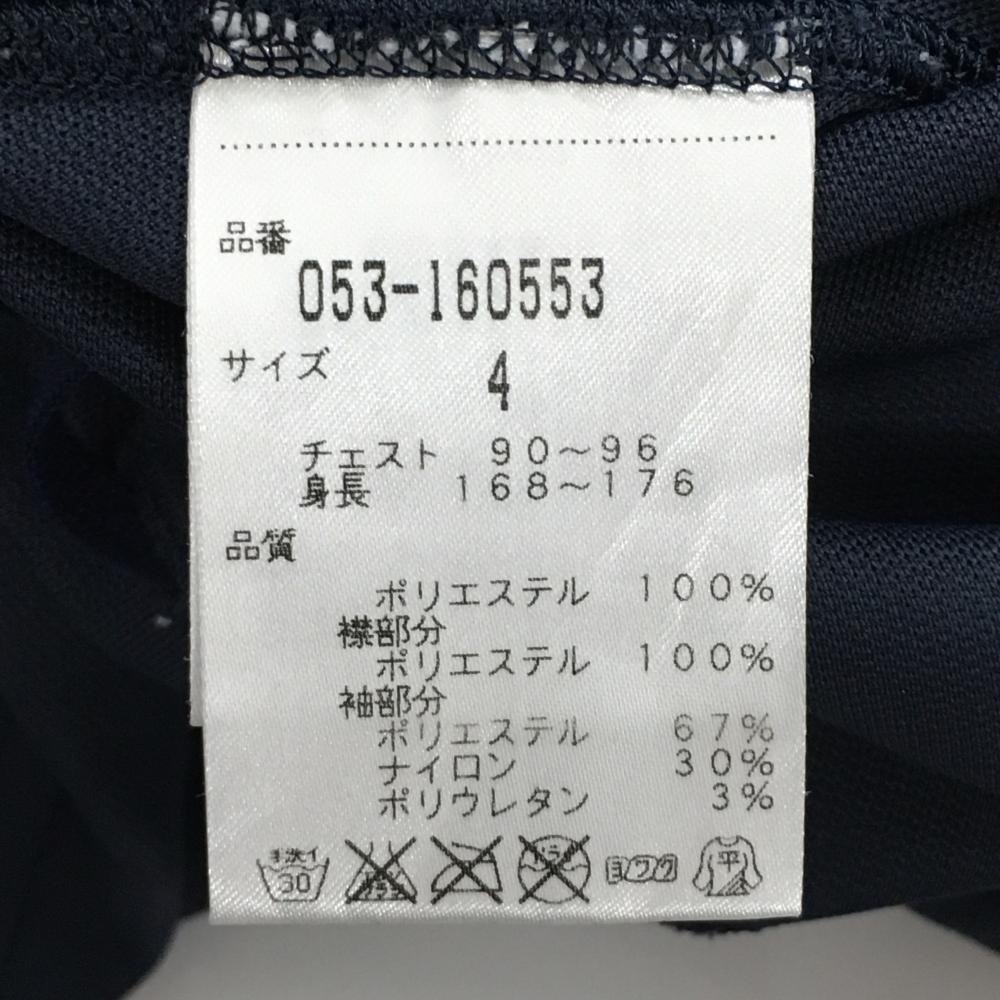 品番
053-160553
サイズ 4
チェスト 90~96
身長 168~176
品質
ポリエステル 100%
襟部分
ポリエステル 100%
袖部分
ポリエステル 67%
ナイロン 30%
ポリウレタン 3%
手洗イ 30 ヨワク 平